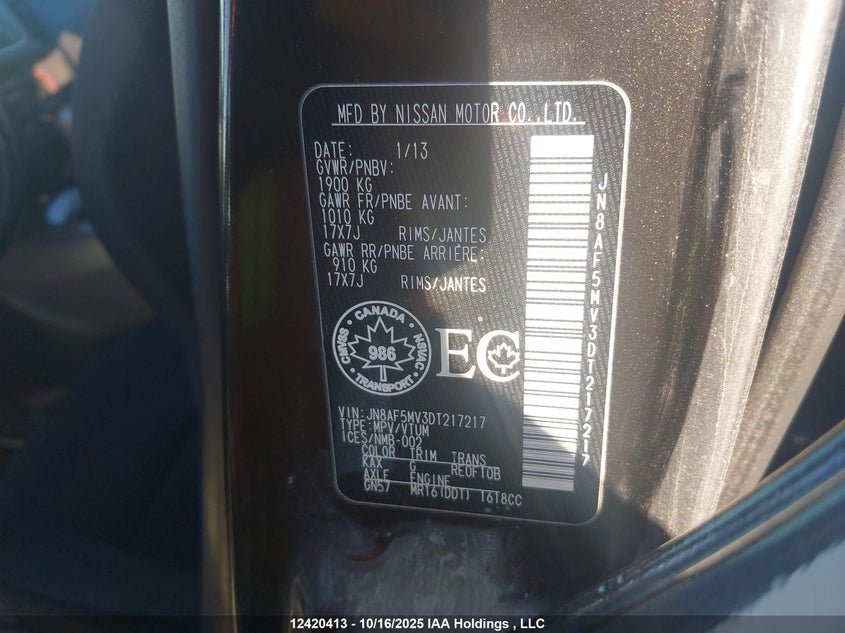 MFD BY NISSAN MOTOR CO.,LTD.
DATE: 1/13
GVWR/PNBV:
1900 KG
GAWR FR/PNBE AVANT:
1010 KG
17X7J RIMS/JANTES
GAWR RR/PNBE ARRIÈRE:
910 KG
17X7J RIMS/JANTES
CANADA
CMVSS
986
NSVAC
TRANSPORT
EC
VIN:JN8AF5MV3DT217217
TYPE:MPV/VTUM
ICES/NMB-002
COLOR TRIM TRANS
KAX G RE0F10B
AXLE ENGINE
GN57 MR16(DDT) 16T8CC
JN8AF5MV3DT217217
12420413 - 10/16/2025 IAA Holdings , LLC